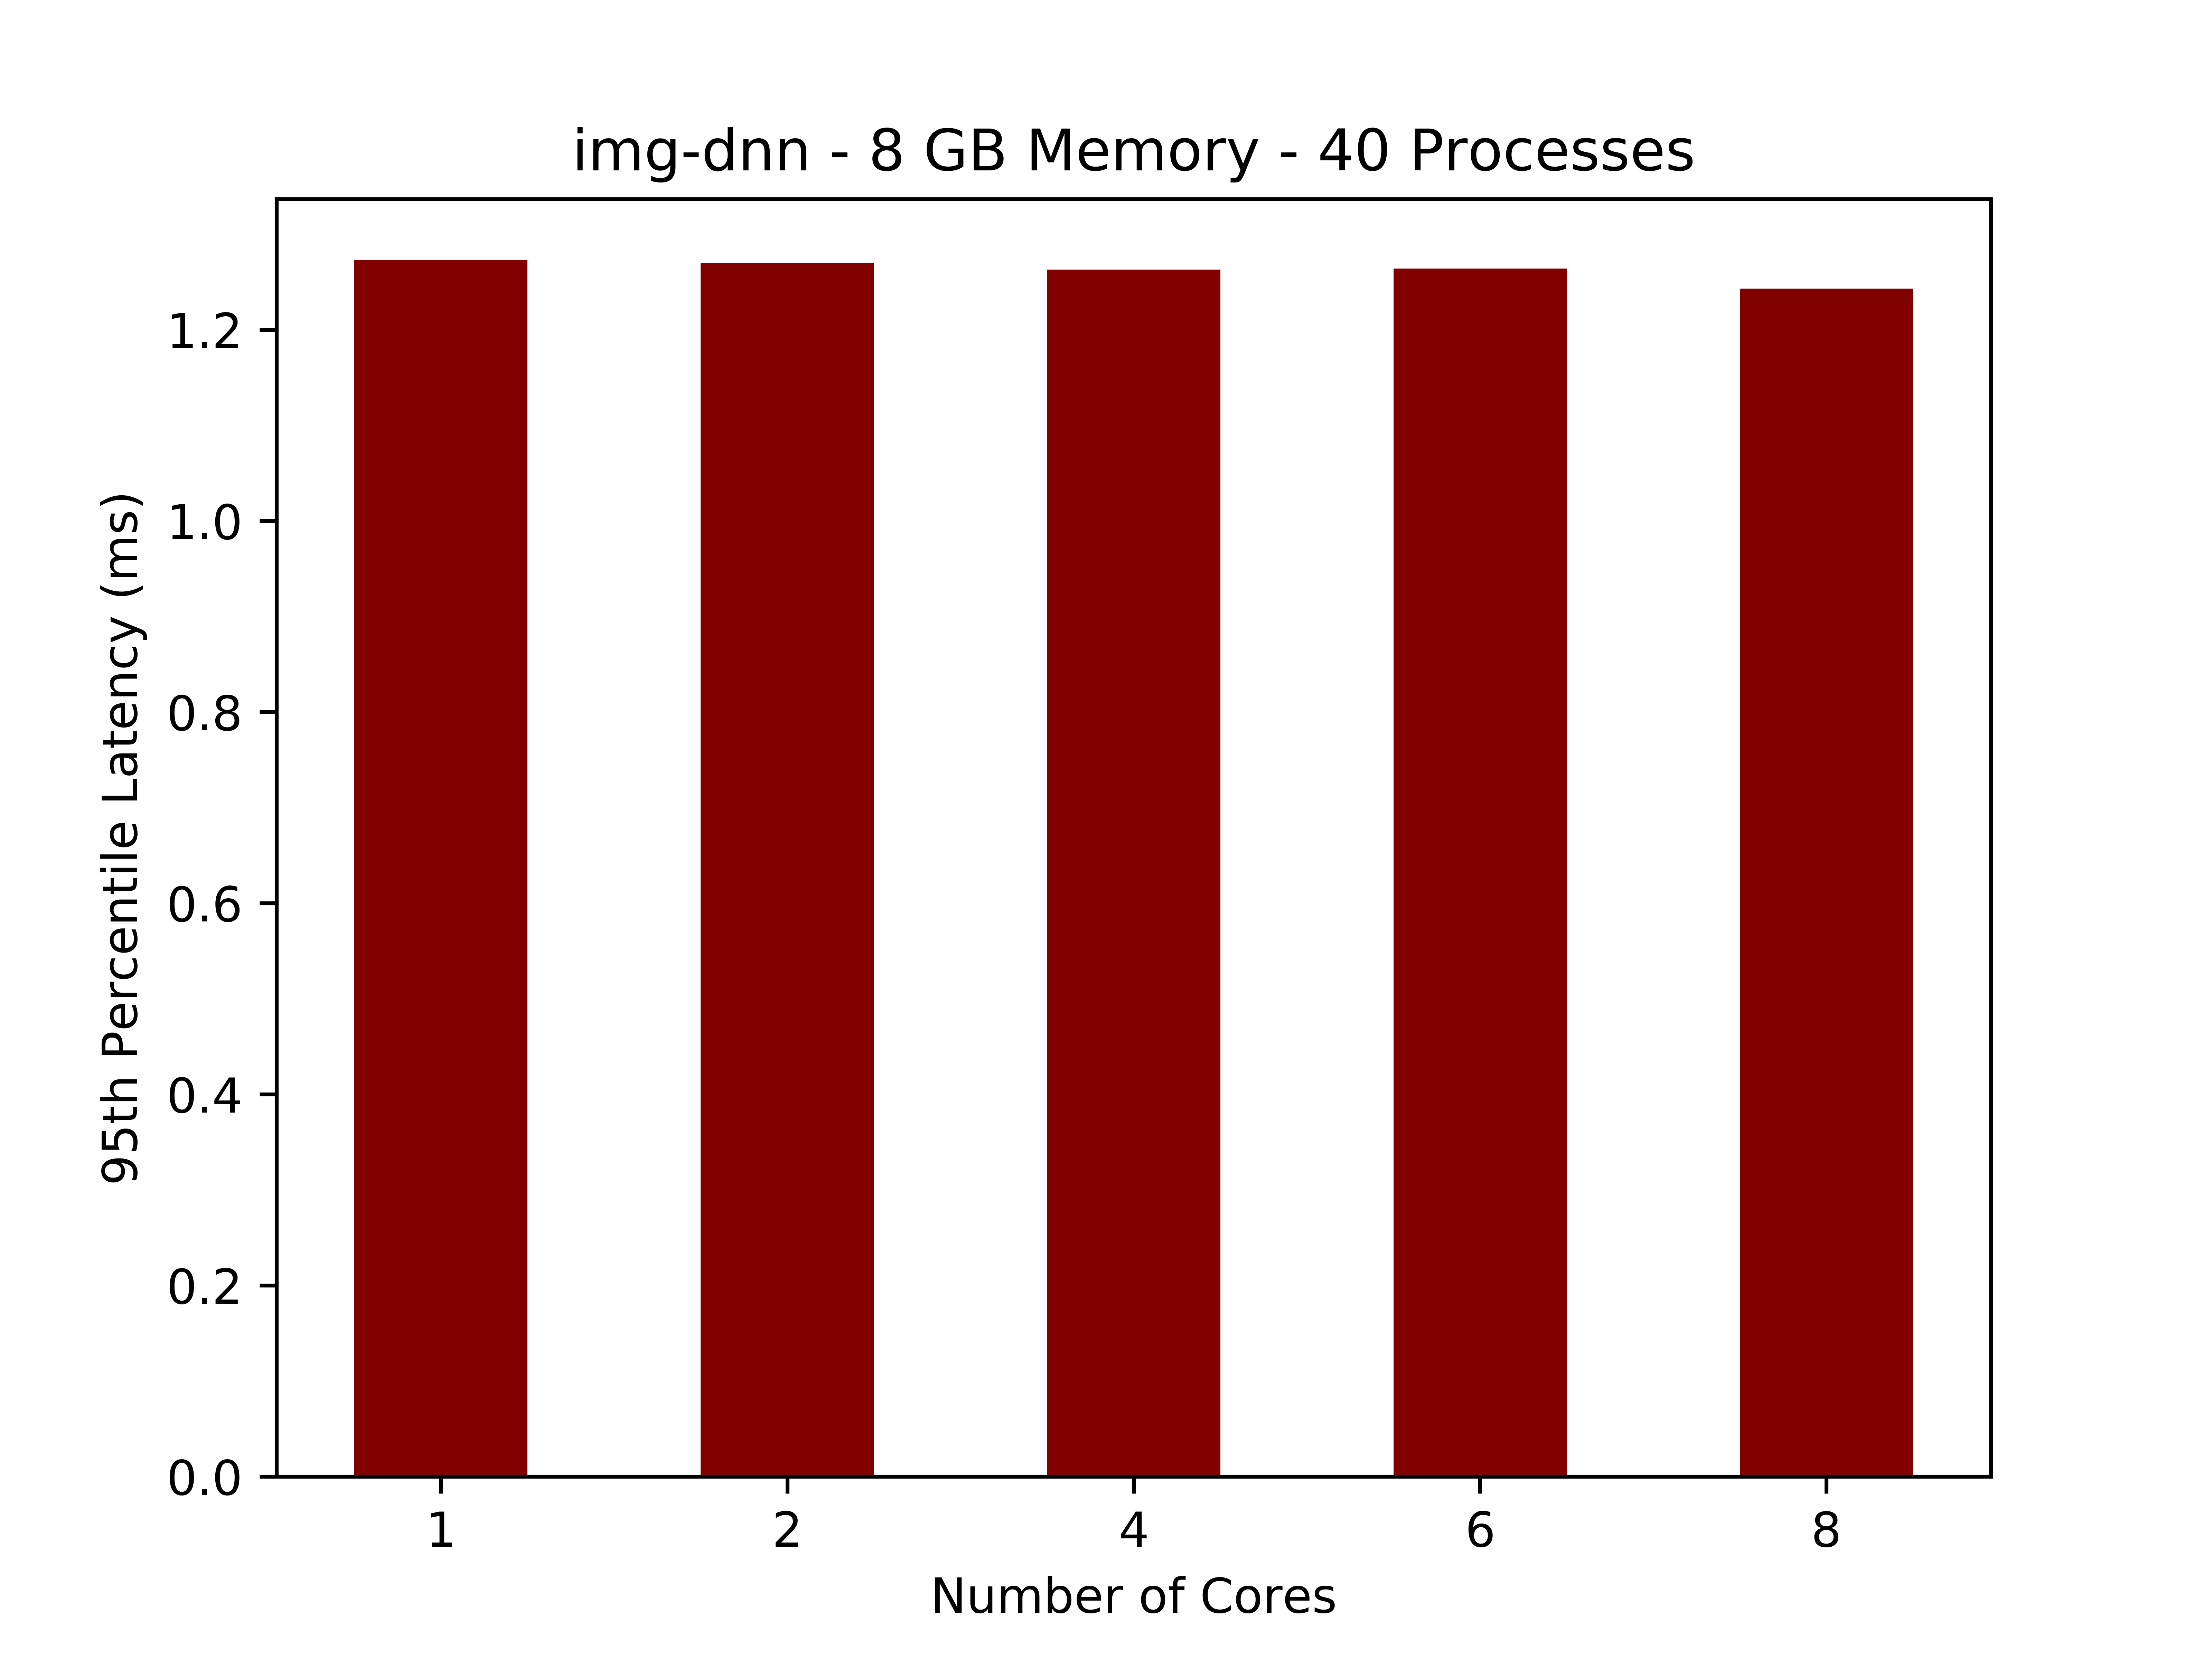 img-dnn - 8 GB Memory - 40 Processes
95th Percentile Latency (ms)
1.2
1.0
0.8
0.6
0.4
0.2
0.0
1 2 4 6 8
Number of Cores